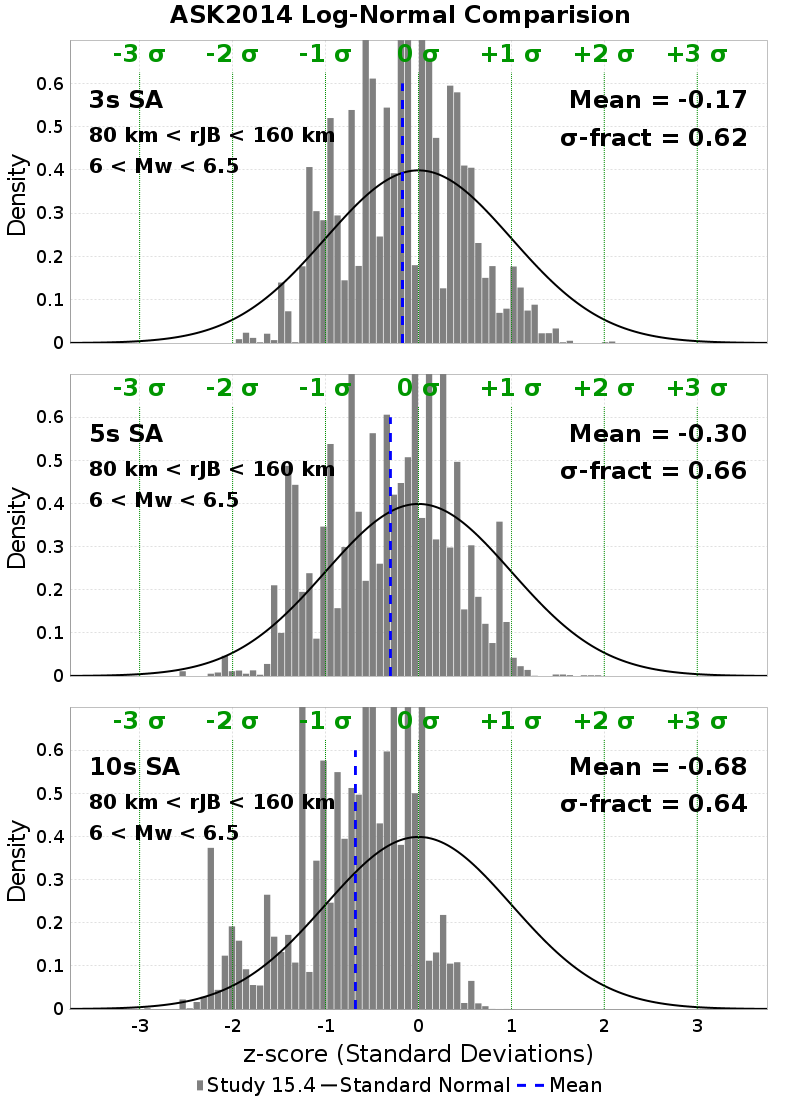 ASK2014 Log-Normal Comparision
-3 σ -2 σ -1 σ 0 σ +1 σ +2 σ +3 σ
3s SA
Mean = -0.17
80 km < rJB < 160 km
σ-fract = 0.62
6 < Mw < 6.5
0.6
0.5
0.4
0.3
0.2
0.1
0
Density
-3 σ -2 σ -1 σ 0 σ +1 σ +2 σ +3 σ
5s SA
Mean = -0.30
80 km < rJB < 160 km
σ-fract = 0.66
6 < Mw < 6.5
0.6
0.5
0.4
0.3
0.2
0.1
0
Density
-3 σ -2 σ -1 σ 0 σ +1 σ +2 σ +3 σ
10s SA
Mean = -0.68
80 km < rJB < 160 km
σ-fract = 0.64
6 < Mw < 6.5
0.6
0.5
0.4
0.3
0.2
0.1
0
Density
-3 -2 -1 0 1 2 3
z-score (Standard Deviations)
Study 15.4 Standard Normal Mean